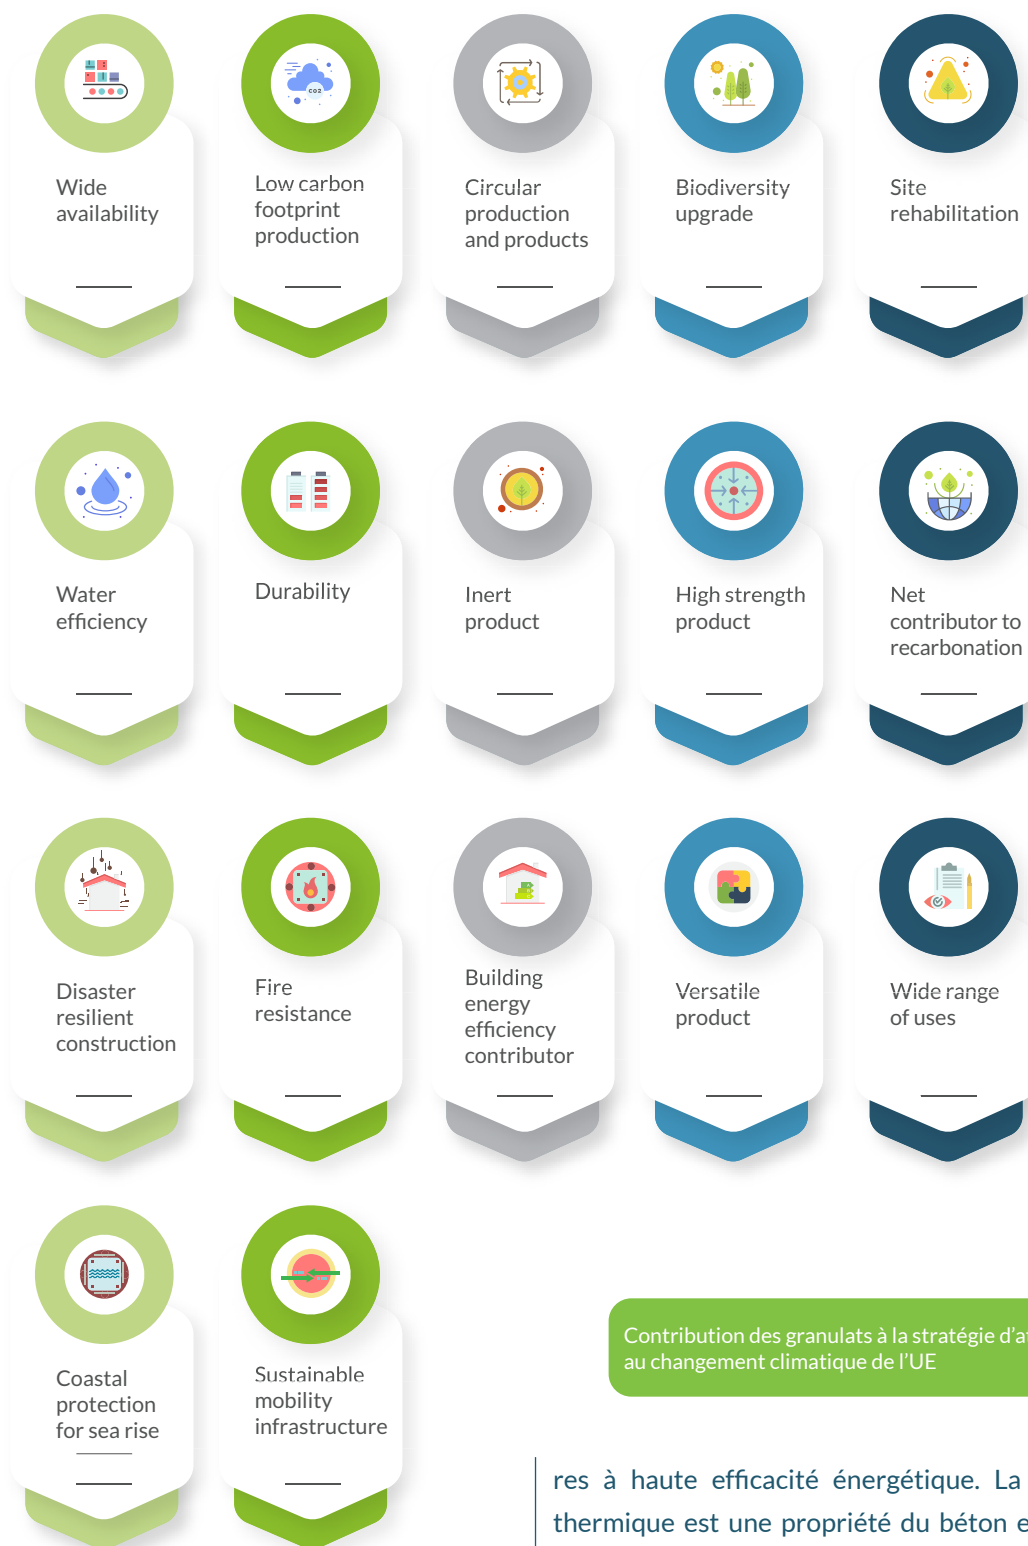 CO2
Wide
availability
Low carbon
footprint
production
Circular
production
and products
Biodiversity
upgrade
Site
rehabilitation
Water
efficiency
Durability
Inert
product
High strength
product
Net
contributor to
recarbonation
Disaster
resilient
construction
Fire
resistance
Building
energy
efficiency
contributor
Versatile
product
Wide range
of uses
Coastal
protection
for sea rise
Sustainable
mobility
infrastructure
Contribution des granulats à la stratégie
au changement climatique de l'UE
res à haute efficacité énergétique. La
thermique est une propriété du béton